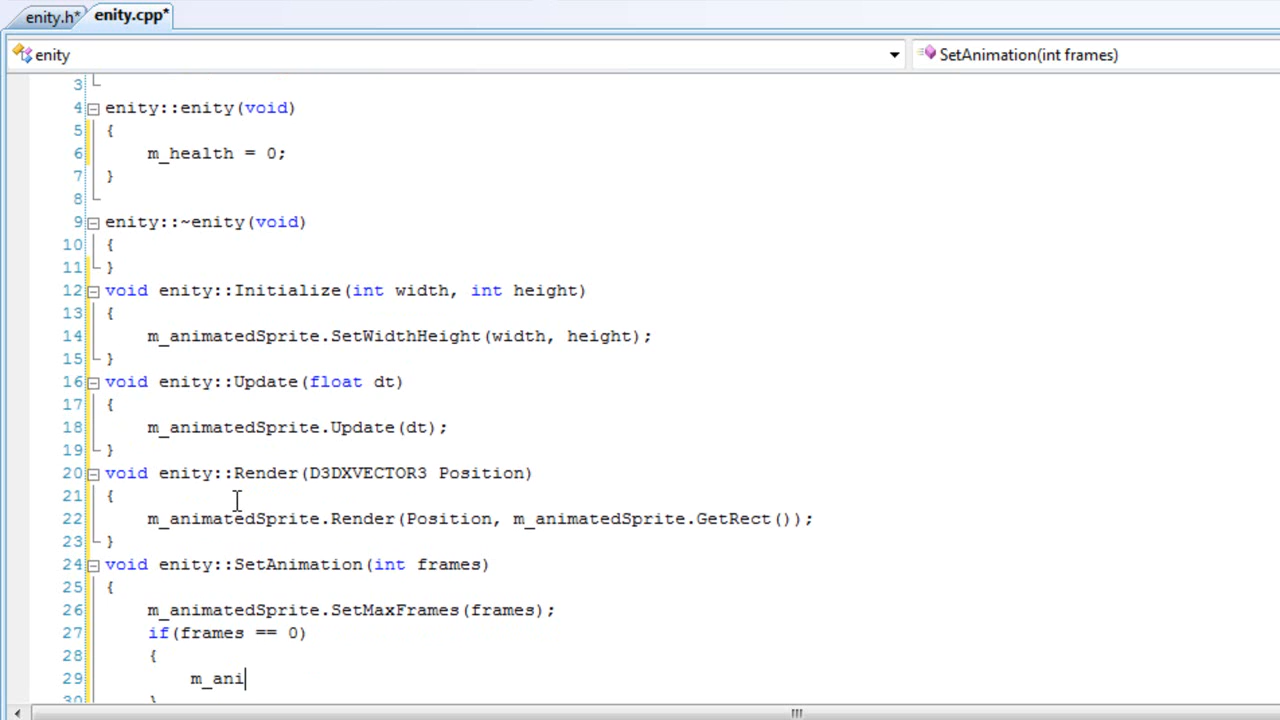 enity.h* enity.cpp*
enity SetAnimation(int frames)
3
4 enity::enity(void)
5 {
6 m_health = 0;
7 }
8
9 enity::~enity(void)
10 {
11 }
12 void enity::Initialize(int width, int height)
13 {
14 m_animatedSprite.SetWidthHeight(width, height);
15 }
16 void enity::Update(float dt)
17 {
18 m_animatedSprite.Update(dt);
19 }
20 void enity::Render(D3DXVECTOR3 Position)
21 {
22 m_animatedSprite.Render(Position, m_animatedSprite.GetRect());
23 }
24 void enity::SetAnimation(int frames)
25 {
26 m_animatedSprite.SetMaxFrames(frames);
27 if(frames == 0)
28 {
29 m_ani
30 }